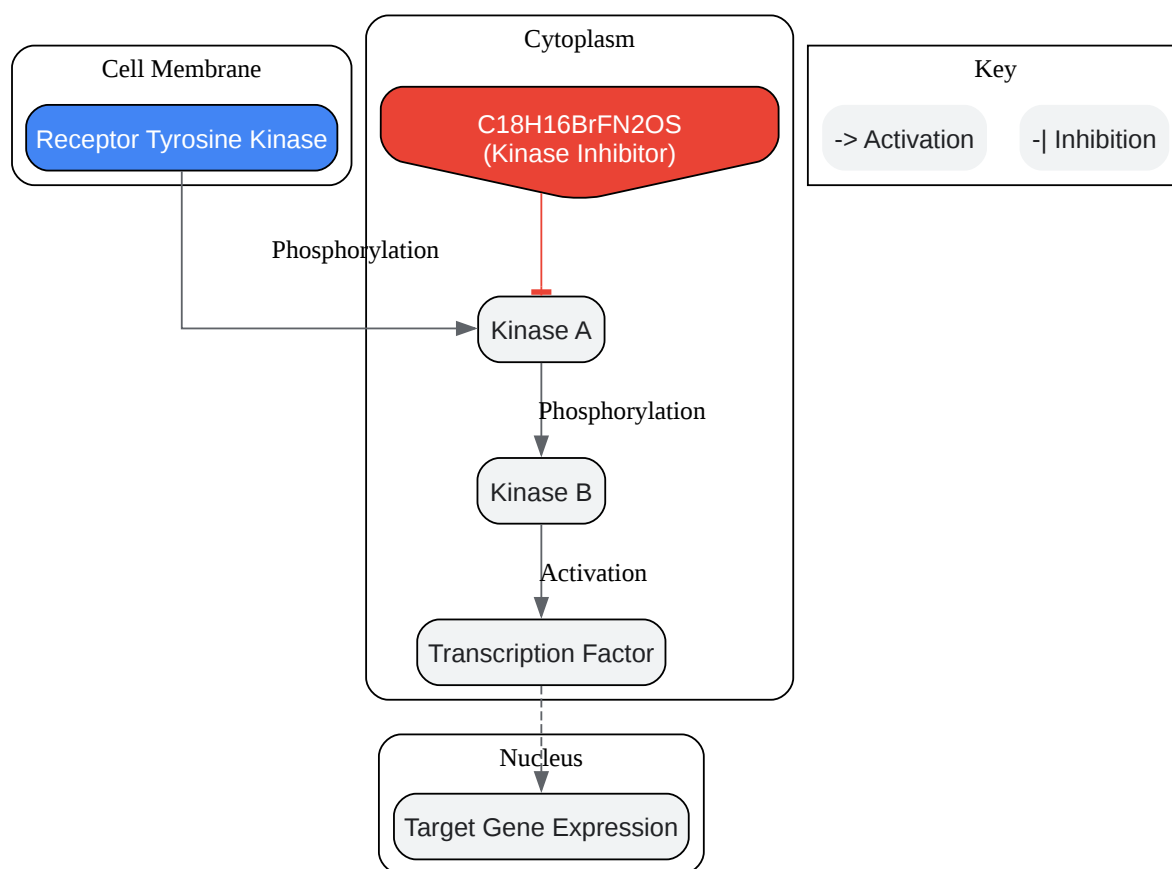 Cytoplasm
Cell Membrane
Key
Receptor Tyrosine Kinase
C18H16BrFN2OS
(Kinase Inhibitor)
-> Activation
-| Inhibition
Phosphorylation
Kinase A
Phosphorylation
Kinase B
Activation
Transcription Factor
Nucleus
Target Gene Expression